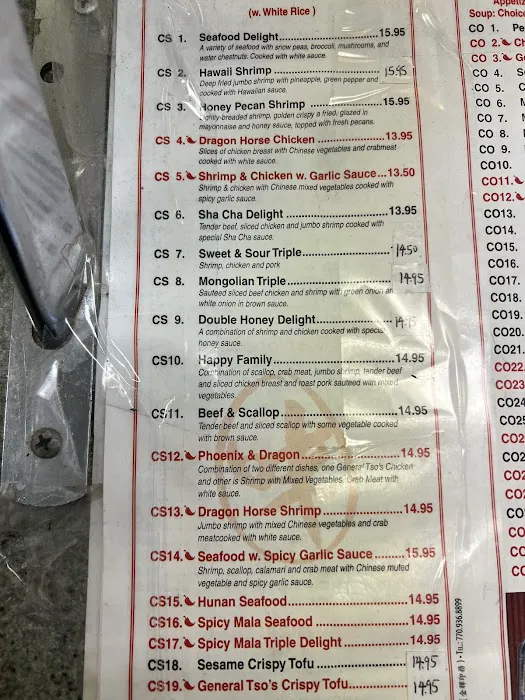 (w. White Rice)
CS 1. Seafood Delight 15.95
A variety of seafood with snow peas, broccoli, mushrooms, and
water chestnuts. Cooked with white sauce.
CS 2. Hawaii Shrimp 15.95
Deep fried jumbo shrimp with pineapple, green pepper and
cooked with Hawaiian sauce.
CS 3. Honey Pecan Shrimp 15.95
Lightly-breaded shrimp, golden crispy a fried, glazed in
mayonnaise and honey sauce, topped with fresh pecans.
CS 4. Dragon Horse Chicken 13.95
Slices of chicken breast with Chinese vegetables and crabmeat
cooked with white sauce.
CS 5. Shrimp & Chicken w. Garlic Sauce...13.50
Shrimp & chicken with Chinese mixed vegetables cooked with
spicy garlic sauce.
CS 6. Sha Cha Delight 13.95
Tender beef, sliced chicken and jumbo shrimp cooked with
special Sha Cha sauce.
CS 7. Sweet & Sour Triple 14.50
Shrimp, chicken and pork
CS 8. Mongolian Triple 14.95
Sauteed sliced beef chicken and shrimp with green onion an
white onion in brown sauce.
CS 9. Double Honey Delight
A combination of shrimp and chicken cooked with special
honey sauce.
CS10. Happy Family 14.95
Combination of scallop, crab meat, jumbo shrimp, tender beef
and sliced chicken breast and roast pork sauteed with mixed
vegetables.
CS11. Beef & Scallop 14.95
Tender beef and sliced scallop with some vegetable cooked
with brown sauce.
CS12. Phoenix & Dragon 14.95
Combination of two different dishes, one General Tso's Chicken
and other is Shrimp with Mixed Vegetables, Crab Meat with
white sauce.
CS13. Dragon Horse Shrimp 14.95
Jumbo shrimp with mixed Chinese vegetables and crab
meatcooked with white sauce.
CS14. Seafood w. Spicy Garlic Sauce 15.95
Shrimp, scallop, calamari and crab meat with Chinese muted
vegetable and spicy garlic sauce.
CS15. Hunan Seafood 14.95
CS16. Spicy Mala Seafood 14.95
CS17. Spicy Mala Triple Delight 14.95
CS18. Sesame Crispy Tofu 14.95
CS19. General Tso's Crispy Tofu 14.95
TEL: 770.936.8899
Soup: (Choic
CO 1.
CO 2.
CO 3.
CO 4.
CO 5.
CO 6.
CO 7.
CO 8.
CO 9.
CO10.
CO11.
CO12.
CO13.
CO14.
CO15.
CO16.
CO17.
CO18.
CO19.
CO20.
CO21.
CO22.
CO23
CO24